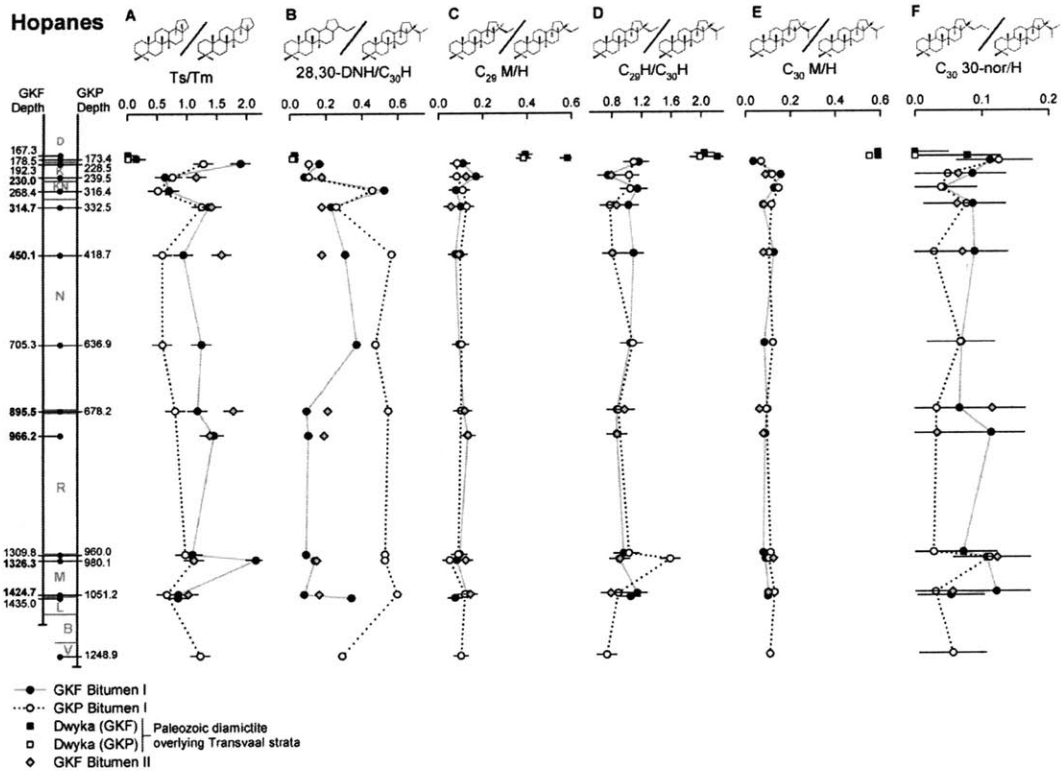 Hopanes
A B C D E F
Ts/Tm 28,30-DNH/C30H C29 M/H C29H/C30H C30 M/H C30 30-nor/H
GKF Depth
GKP Depth
0.0 0.5 1.0 1.5 2.0
0.0 0.2 0.4 0.6 0.8
0.0 0.2 0.4 0.6
0.8 1.2 1.6 2.0
0.0 0.2 0.4 0.6
0.0 0.1 0.2
D
167.3
178.5 173.4
192.3 228.5
230.0 239.5
KN
268.4 316.4
314.7 332.5
450.1 418.7
N
705.3 636.9
895.5 678.2
966.2
R
1309.8 960.0
1326.3 980.1
M
1424.7 1051.2
1435.0 L
B
V 1248.9
GKF Bitumen I
GKP Bitumen I
Dwyka (GKF) Paleozoic diamictite
Dwyka (GKP) overlying Transvaal strata
GKF Bitumen II